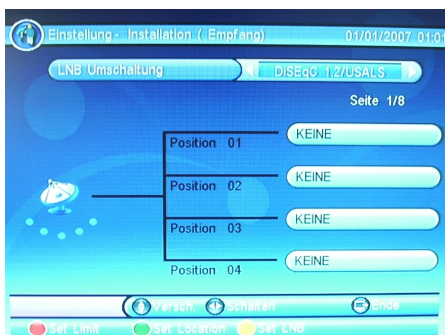 Einstellung - Installation ( Empfang) 01/01/2007 01:01
LNB Umschaltung DISEqC 1.2/USALS
Seite 1/8
Position 01 KEINE
Position 02 KEINE
Position 03 KEINE
Position 04 KEINE
Versch. Schalten Ende
Set Limit Set Location Set LNB